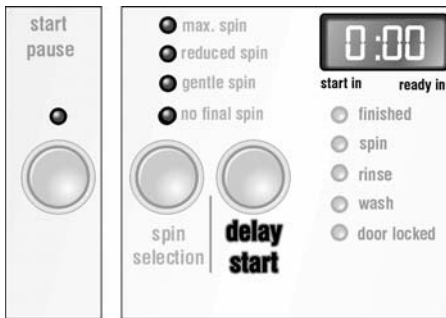 start
pause
max. spin
reduced spin
gentle spin
no final spin
spin
selection
delay
start
0:00
start in ready in
finished
spin
rinse
wash
door locked